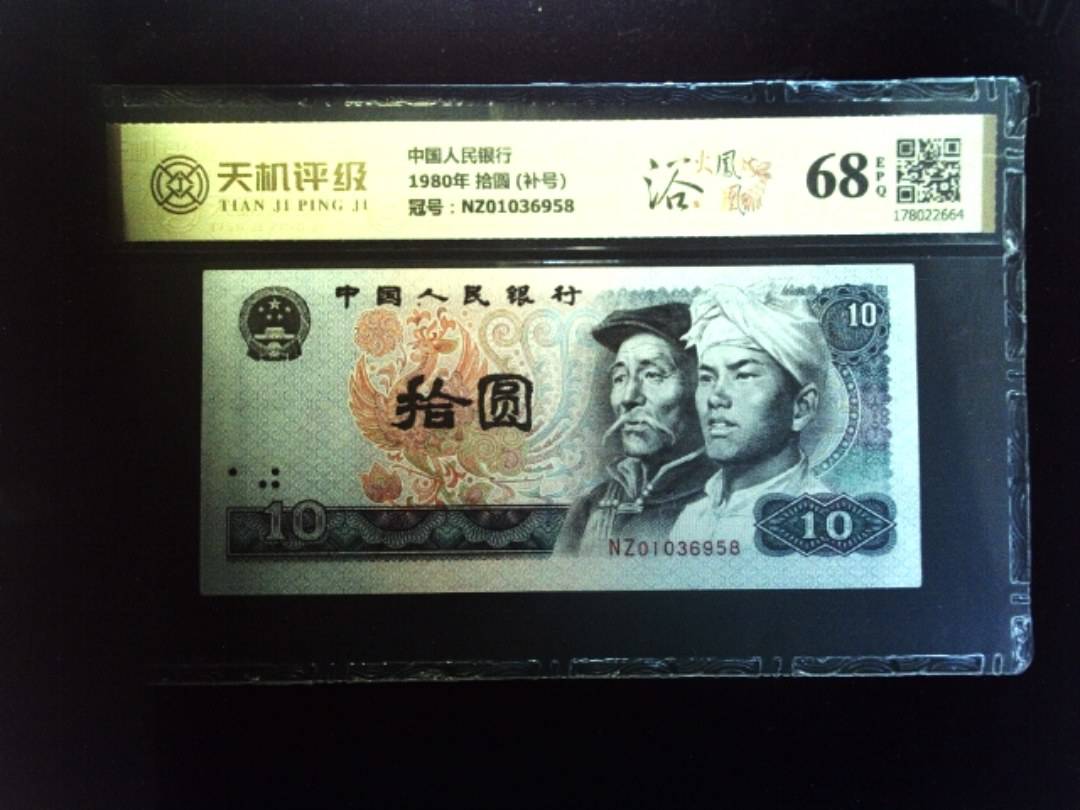 天机评级
TIAN JI PING JI
中国人民银行
1980年 拾圆 (补号)
冠号：NZ01036958
浴火鳳凰
68 EPQ
178022664
中国人民银行
10
拾圆
10
NZ01036958
10